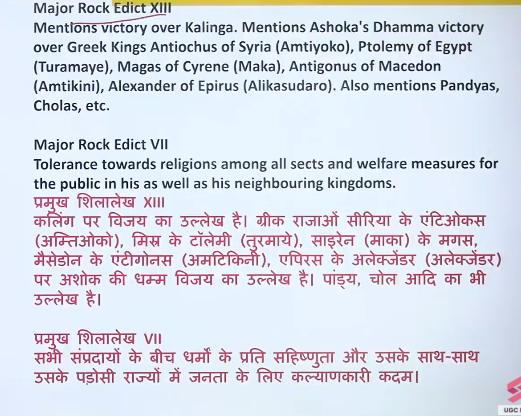 Major Rock Edict XIII
Mentions victory over Kalinga. Mentions Ashoka's Dhamma victory
over Greek Kings Antiochus of Syria (Amtiyoko), Ptolemy of Egypt
(Turamaye), Magas of Cyrene (Maka), Antigonus of Macedon
(Amtikini), Alexander of Epirus (Alikasudaro). Also mentions Pandyas,
Cholas, etc.
Major Rock Edict VII
Tolerance towards religions among all sects and welfare measures for
the public in his as well as his neighbouring kingdoms.
प्रमुख शिलालेख XIII
कलिंग पर विजय का उल्लेख है। ग्रीक राजाओं सीरिया के एंटिओकस
(अम्तिओको), मिस्र के टॉलेमी (तुरमाये), साइरेन (माका) के मगस,
मैसेडोन के एंटीगोनस (अमटिकिनी), एपिरस के अलेक्जेंडर (अलेक्जेंडर)
पर अशोक की धम्म विजय का उल्लेख है। पांड्य, चोल आदि का भी
उल्लेख है।
प्रमुख शिलालेख VII
सभी संप्रदायों के बीच धर्मों के प्रति सहिष्णुता और उसके साथ-साथ
उसके पड़ोसी राज्यों में जनता के लिए कल्याणकारी कदम।
UGC